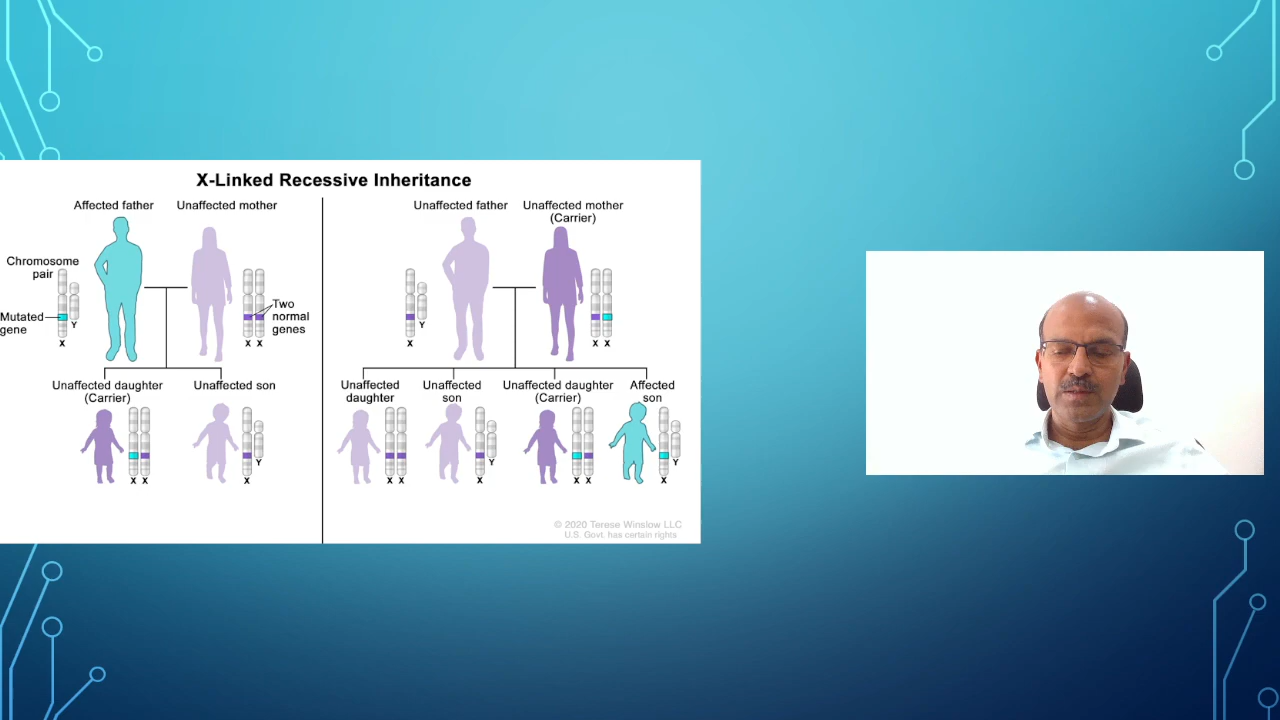 X-Linked Recessive Inheritance
Affected father
Unaffected mother
Chromosome
pair
Mutated
gene
Y
X
Two
normal
genes
X X
Unaffected daughter
(Carrier)
Unaffected son
X X
Y
X
Unaffected father
Unaffected mother
(Carrier)
Y
X
X X
Unaffected
daughter
Unaffected
son
Unaffected daughter
(Carrier)
Affected
son
X X
Y
X
X X
Y
X
© 2020 Terese Winslow LLC
U.S. Govt. has certain rights